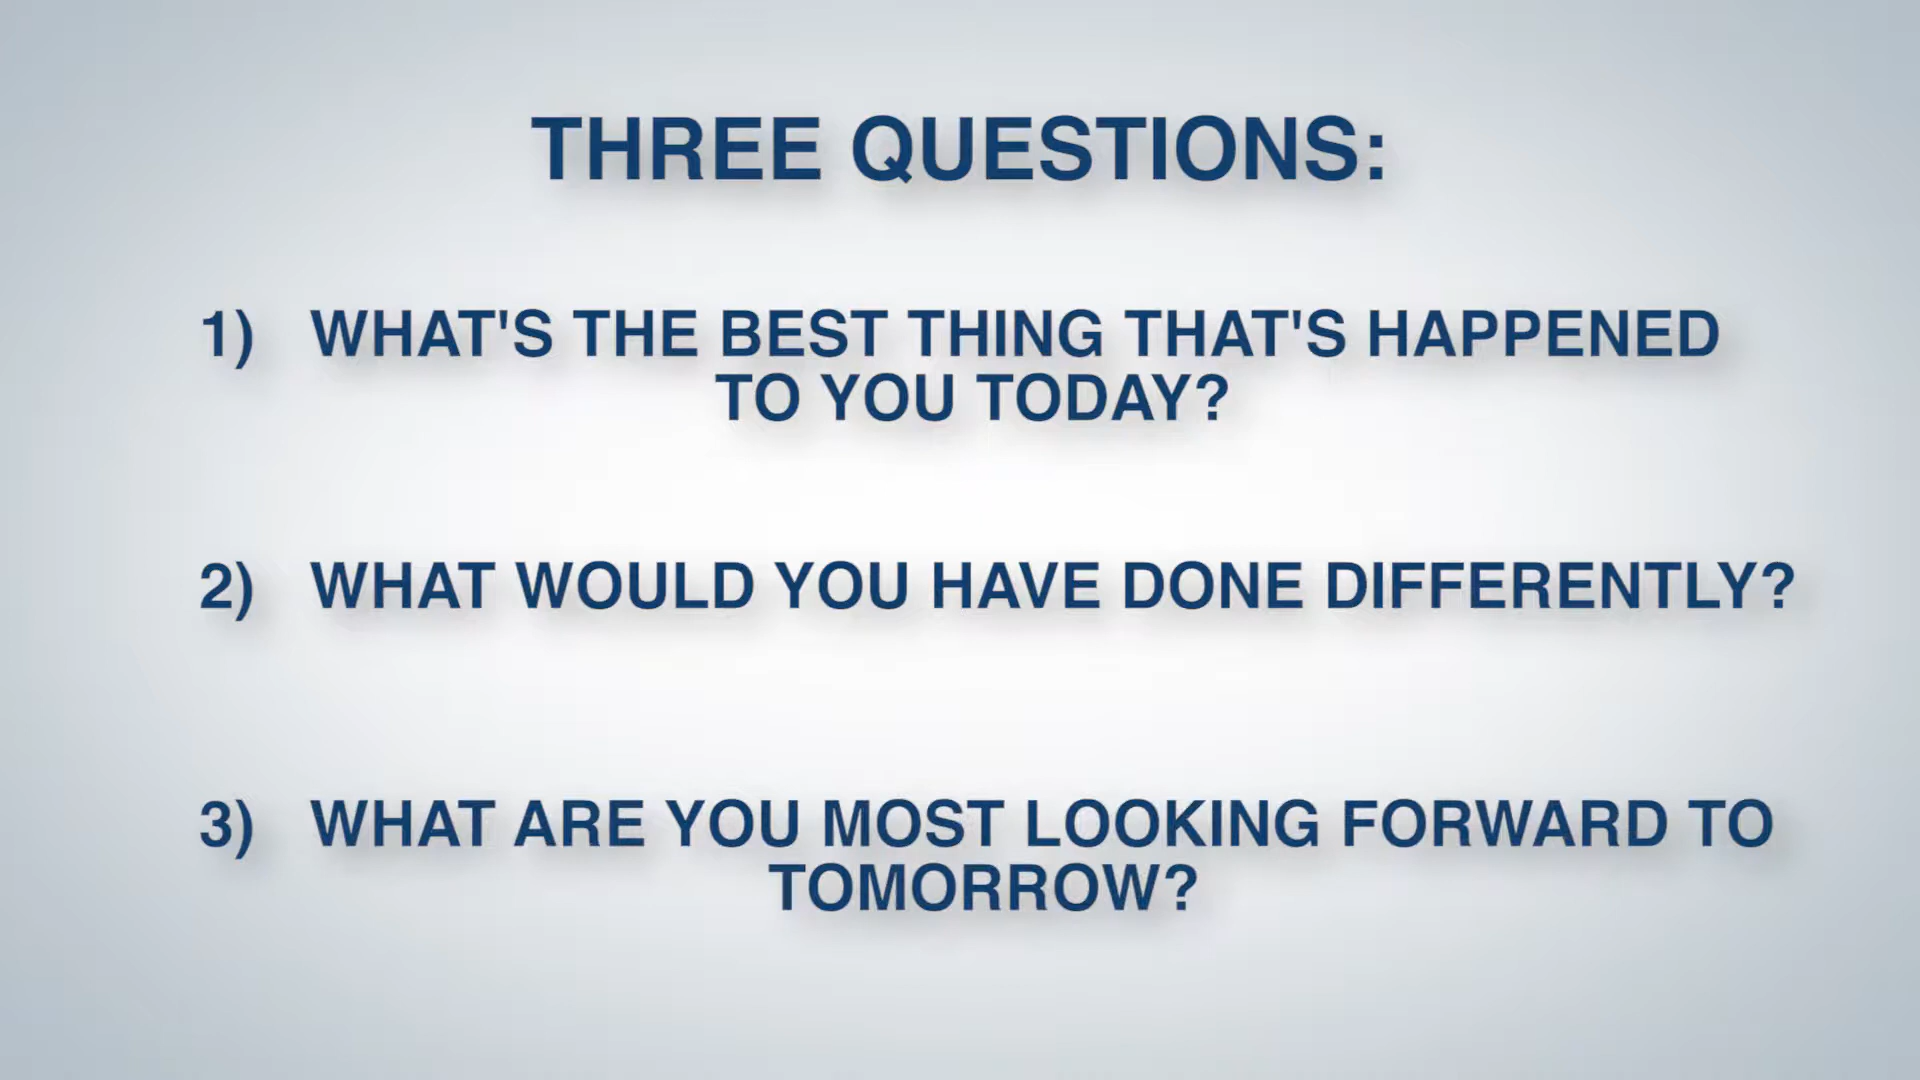 THREE QUESTIONS:
1) WHAT'S THE BEST THING THAT'S HAPPENED
TO YOU TODAY?
2) WHAT WOULD YOU HAVE DONE DIFFERENTLY?
3) WHAT ARE YOU MOST LOOKING FORWARD TO
TOMORROW?